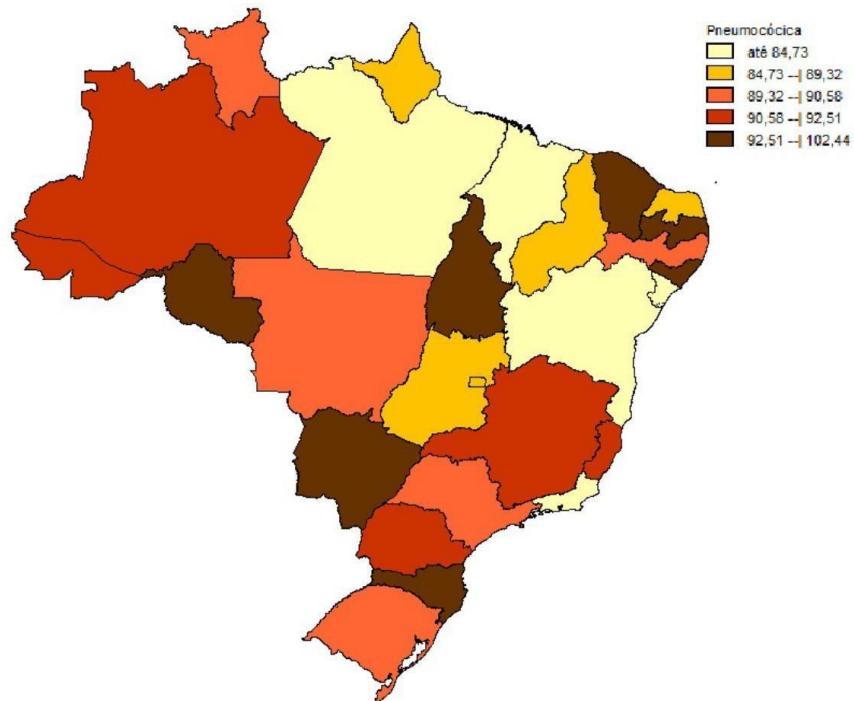 Pneumocócica
até 84,73
84,73 --| 89,32
89,32 --| 90,58
90,58 --| 92,51
92,51 --| 102,44